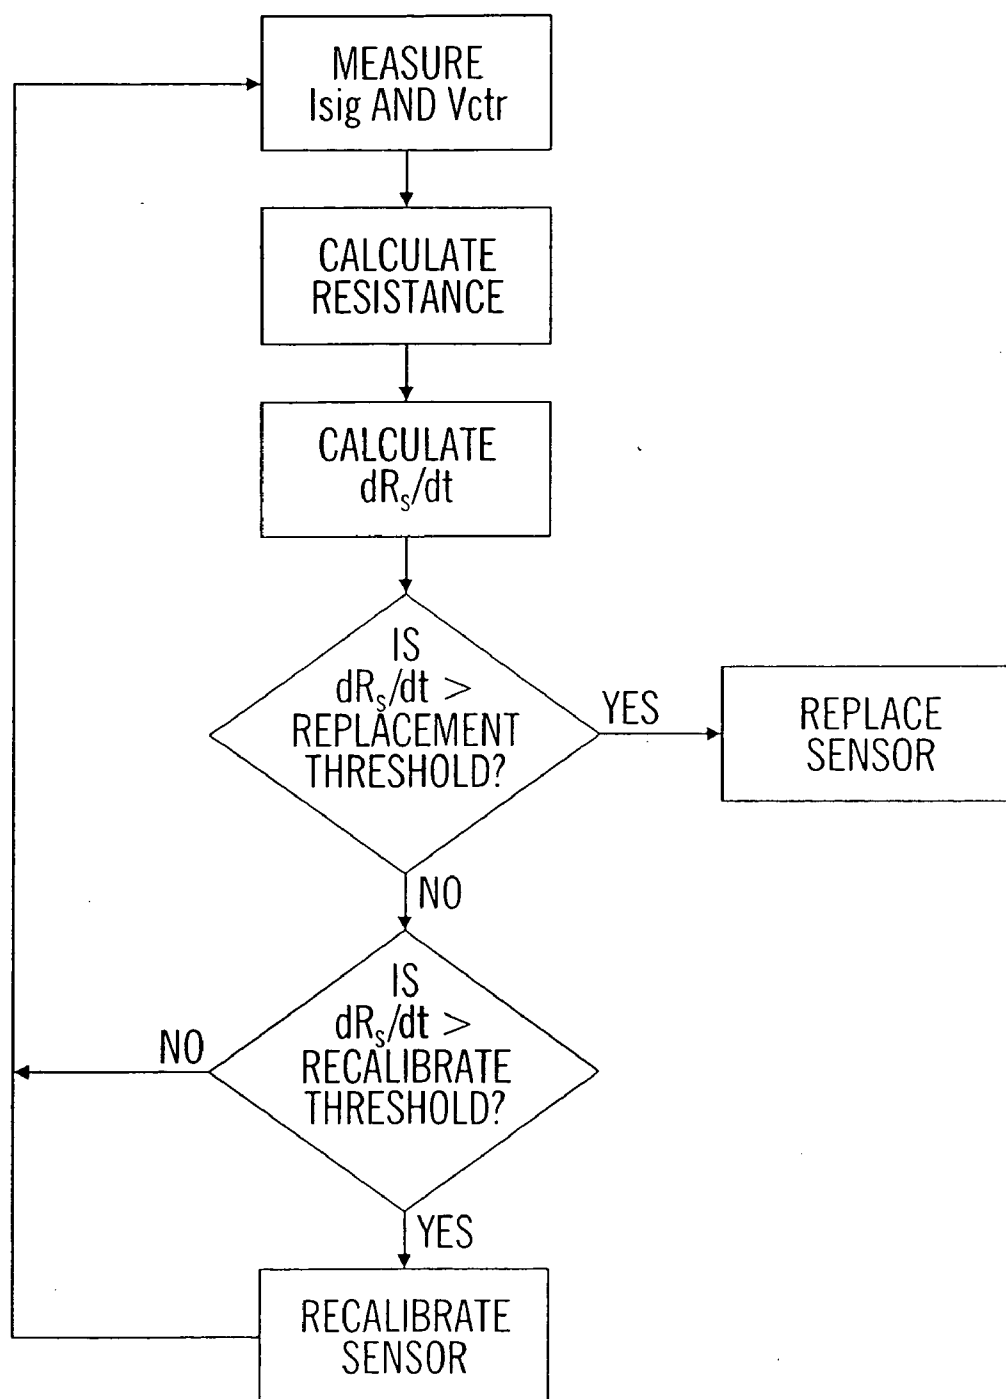 MEASURE
Isig AND Vctr
CALCULATE
RESISTANCE
CALCULATE
dRₛ/dt
IS
dRₛ/dt >
REPLACEMENT
THRESHOLD?
YES
REPLACE
SENSOR
NO
IS
dRₛ/dt >
RECALIBRATE
THRESHOLD?
NO
YES
RECALIBRATE
SENSOR